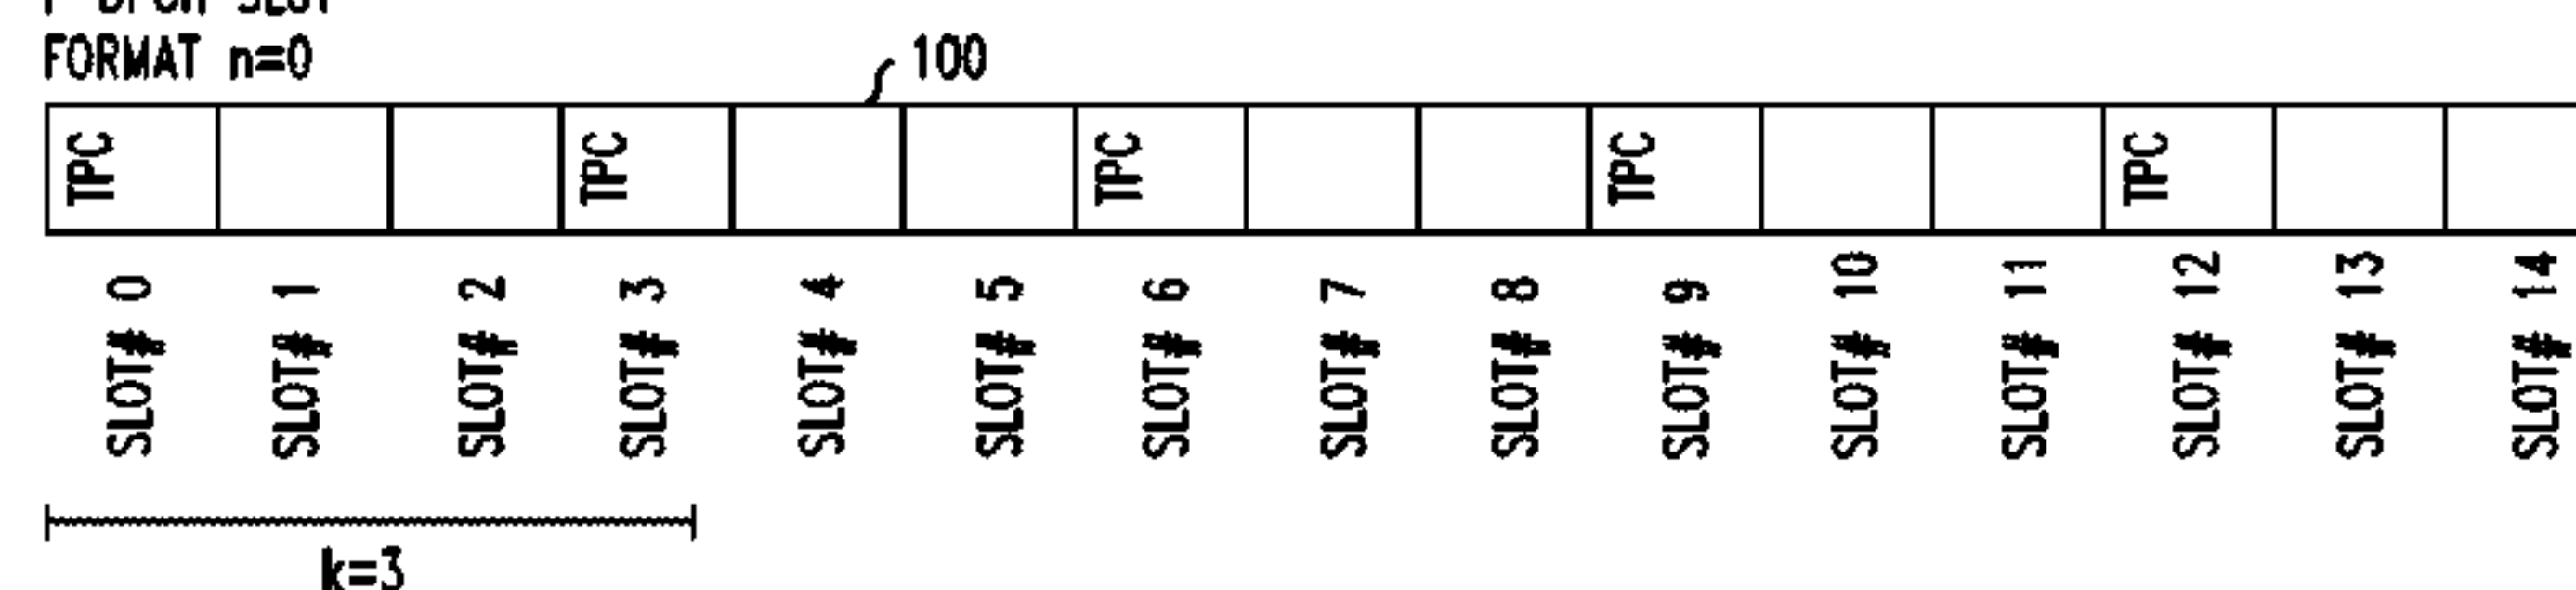 FORMAT n=0
100
TPC TPC TPC TPC TPC
SLOT# 0 SLOT# 1 SLOT# 2 SLOT# 3 SLOT# 4 SLOT# 5 SLOT# 6 SLOT# 7 SLOT# 8 SLOT# 9 SLOT# 10 SLOT# 11 SLOT# 12 SLOT# 13 SLOT# 14
k=3